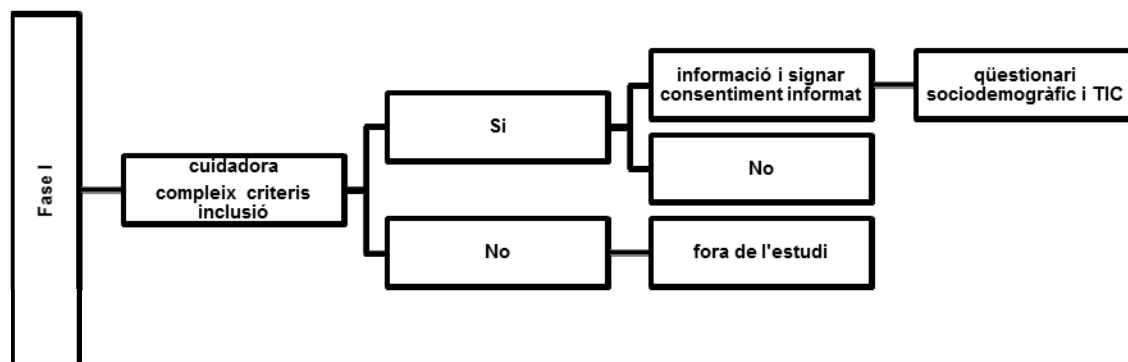 Fase I
cuidadora
compleix criteris
inclusió
Si
informació i signar
consentiment informat
qüestionari
sociodemogràfic i TIC
No
No
fora de l'estudi